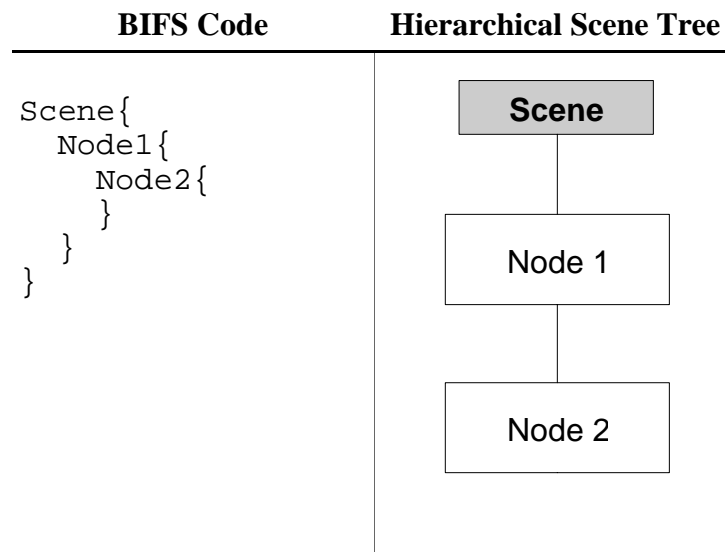 BIFS Code
Hierarchical Scene Tree
Scene{
Node1{
Node2{
}
}
}
Scene
Node 1
Node 2